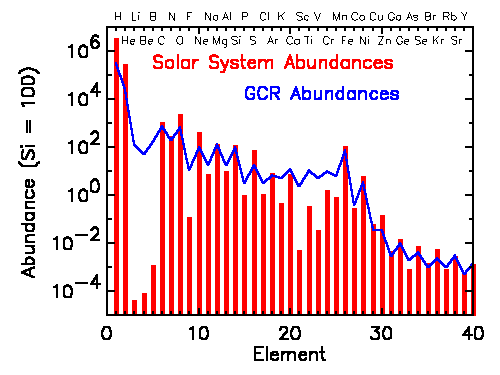 H Li B N F Na Al P Cl K Sc V Mn Co Cu Ga As Br Rb Y
He Be C O Ne Mg Si S Ar Ca Ti Cr Fe Ni Zn Ge Se Kr Sr
Solar System Abundances
GCR Abundances
Abundance (Si = 100)
10^6
10^4
10^2
10^0
10^-2
10^-4
0 10 20 30 40
Element